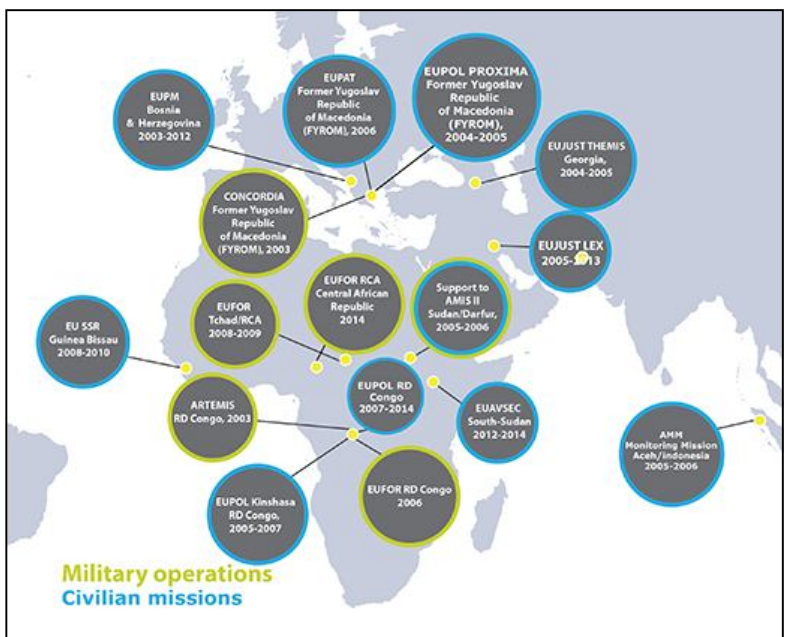 EUPM
Bosnia
& Herzegovina
2003-2012
EUPAT
Former Yugoslav
Republic
of Macedonia
(FYROM), 2006
EUPOL PROXIMA
Former Yugoslav
Republic
of Macedonia
(FYROM),
2004-2005
EUJUST THEMIS
Georgia,
2004-2005
CONCORDIA
Former Yugoslav
Republic
of Macedonia
(FYROM), 2003
EUJUST LEX
2005-2013
EUFOR RCA
Central African
Republic
2014
Support to
AMIS II
Sudan/Darfur,
2005-2006
EUFOR
Tchad/RCA
2008-2009
EU SSR
Guinea Bissau
2008-2010
EUPOL RD
Congo
2007-2014
ARTEMIS
RD Congo, 2003
EUAVSEC
South-Sudan
2012-2014
AMM
Monitoring Mission
Aceh/indonesia
2005-2006
EUPOL Kinshasa
RD Congo,
2005-2007
EUFOR RD Congo
2006
Military operations
Civilian missions